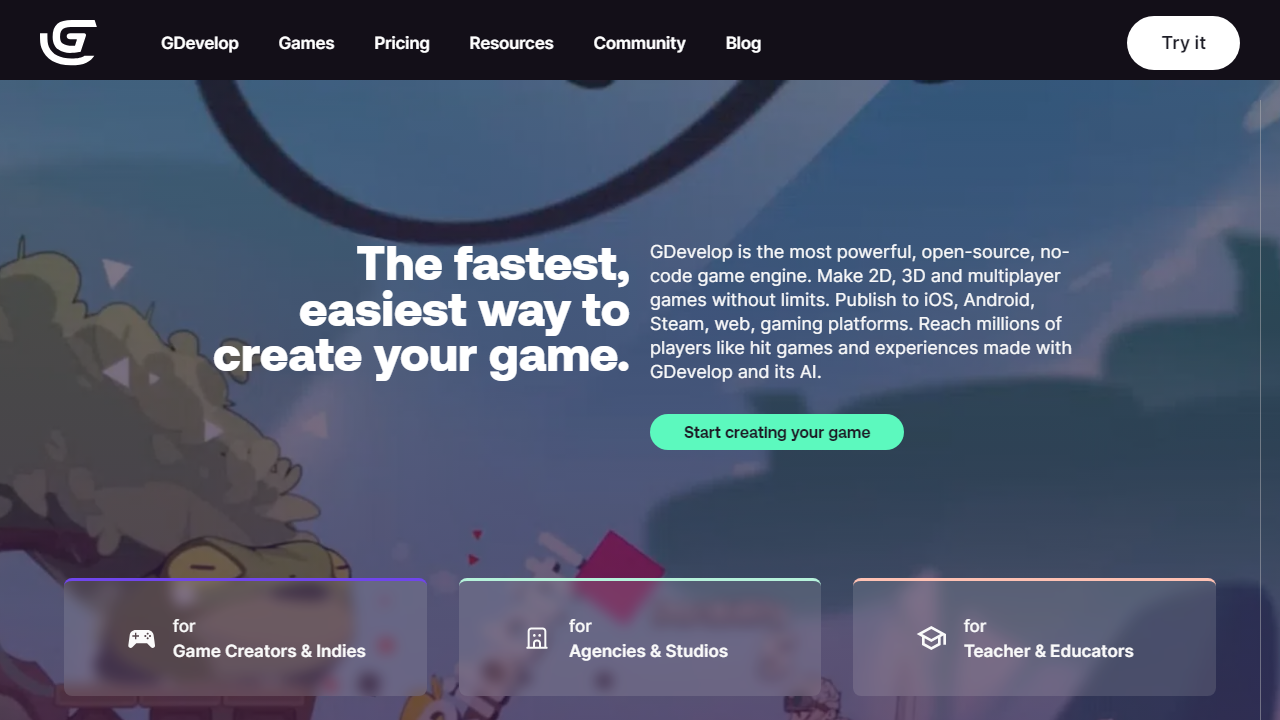 GDevelop Games Pricing Resources Community Blog Try it
The fastest,
easiest way to
create your game.
GDevelop is the most powerful, open-source, no-
code game engine. Make 2D, 3D and multiplayer
games without limits. Publish to iOS, Android,
Steam, web, gaming platforms. Reach millions of
players like hit games and experiences made with
GDevelop and its AI.
Start creating your game
for
Game Creators & Indies
for
Agencies & Studios
for
Teacher & Educators